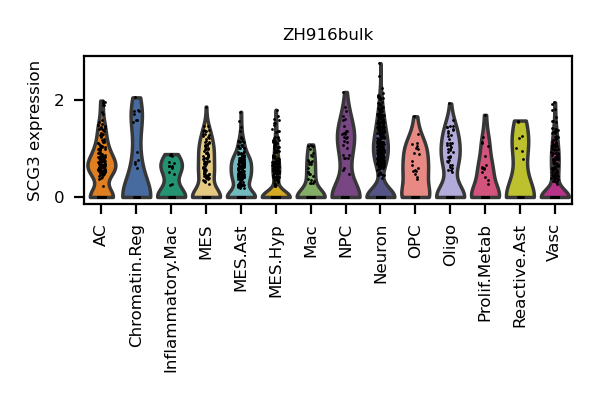 ZH916bulk
SCG3 expression
2
0
AC
Chromatin.Reg
Inflammatory.Mac
MES
MES.Ast
MES.Hyp
Mac
NPC
Neuron
OPC
Oligo
Prolif.Metab
Reactive.Ast
Vasc